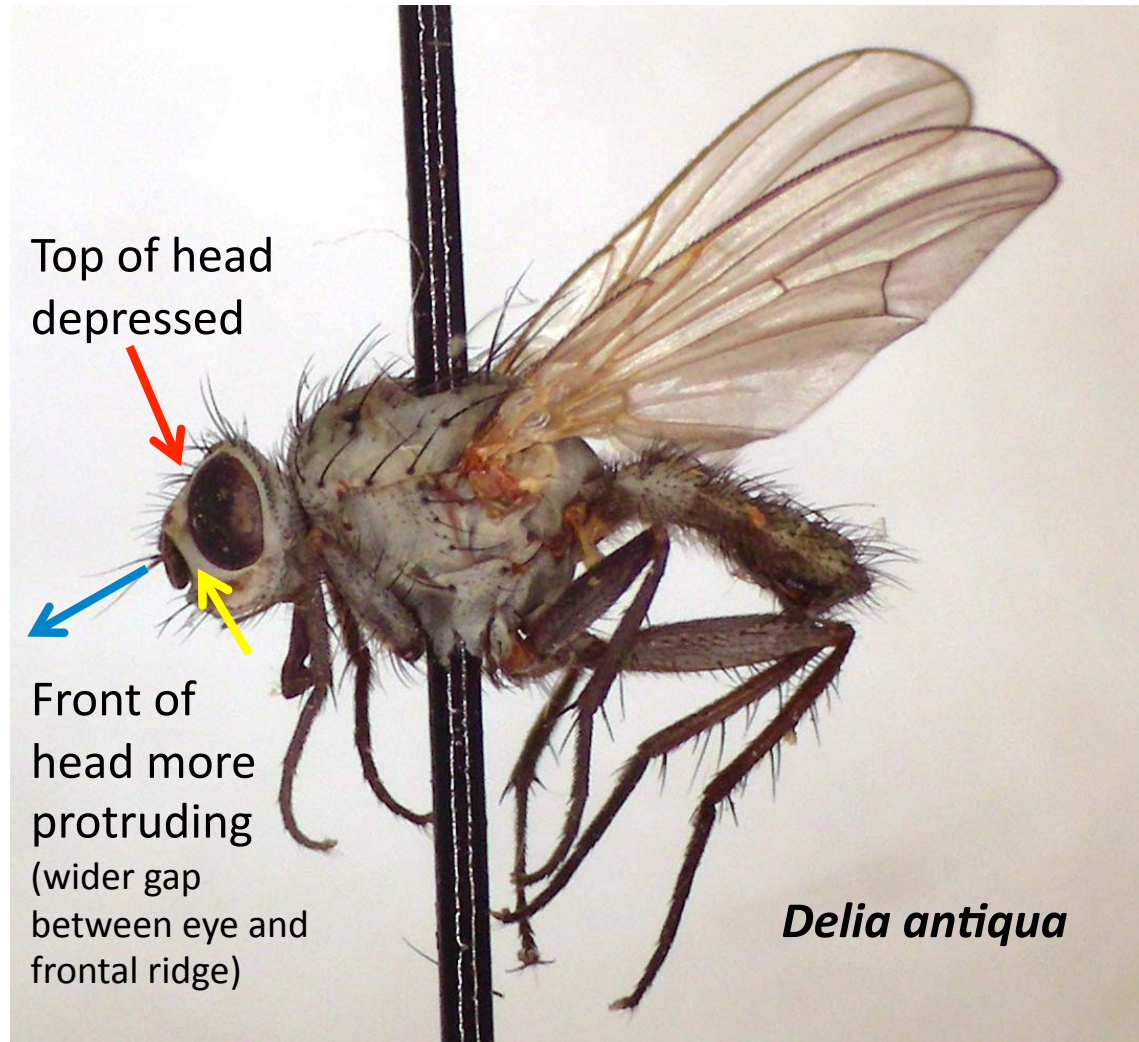 Top of head
depressed
Front of
head more
protruding
(wider gap
between eye and
frontal ridge)
Delia antiqua